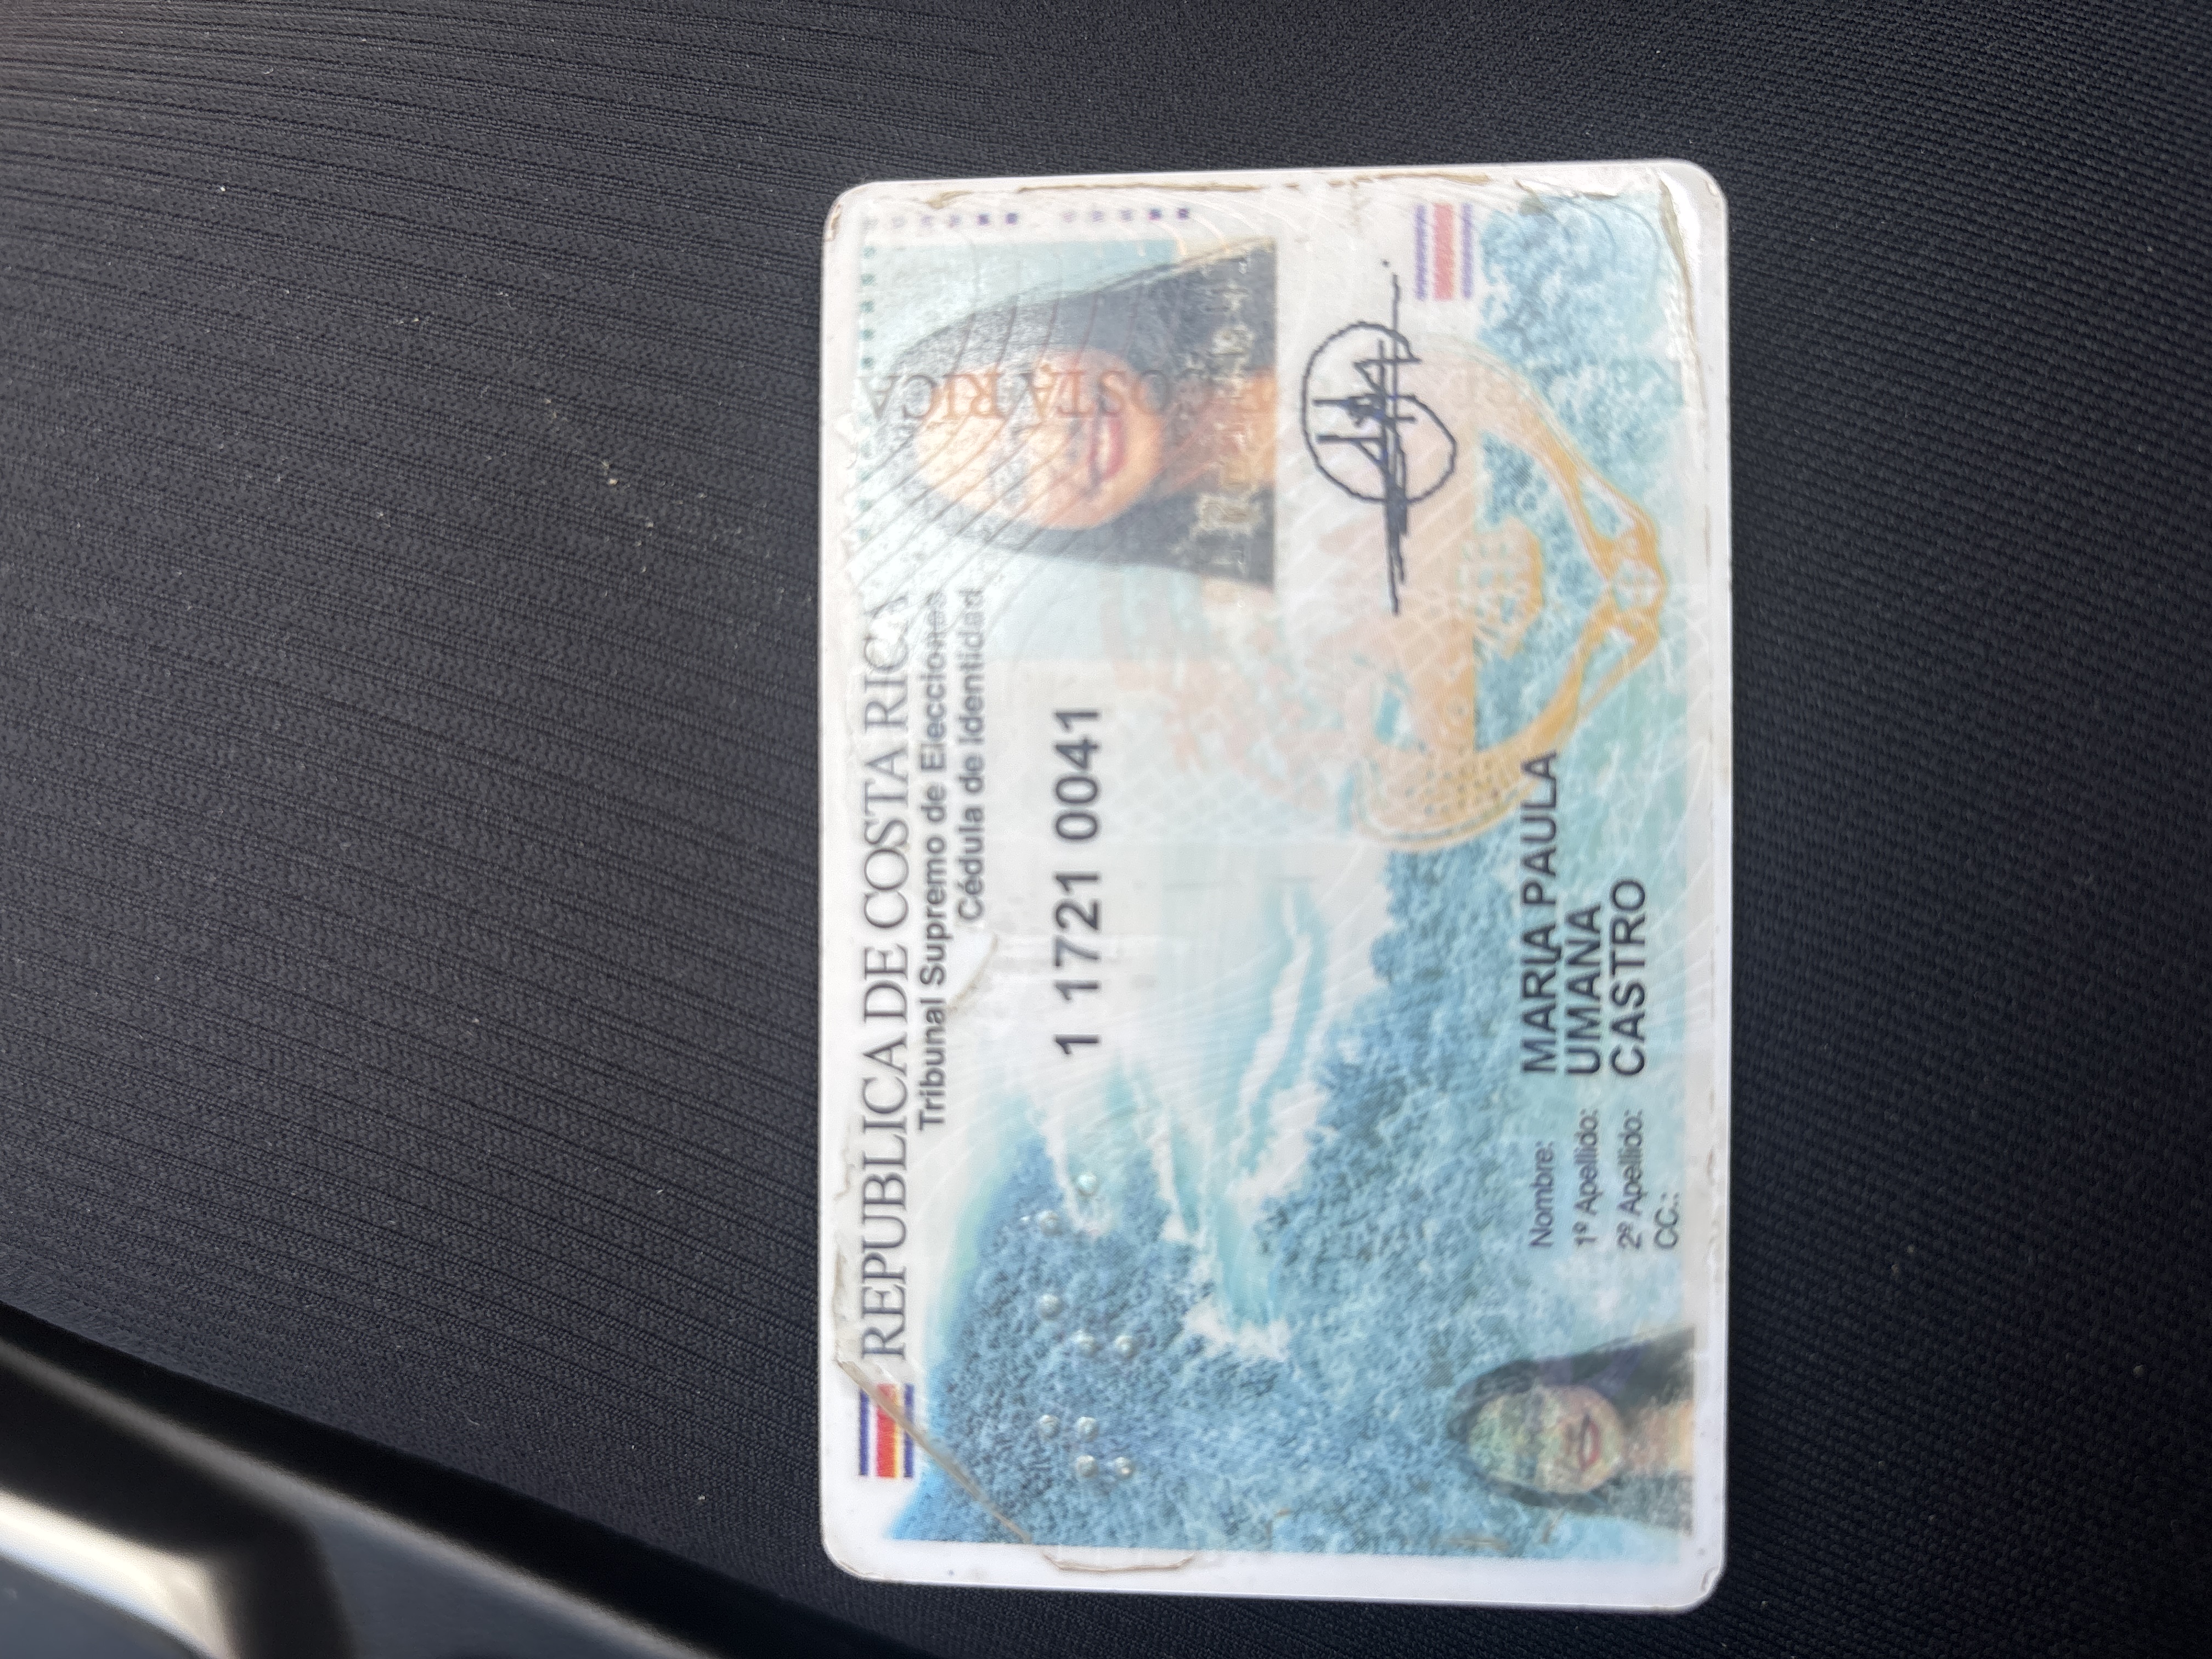 REPUBLICA DE COSTA RICA
Tribunal Supremo de Elecciones
Cédula de Identidad
1 1721 0041
COSTA RICA
Nombre: MARIA PAULA
1º Apellido: UMAÑA
2º Apellido: CASTRO
CC.: